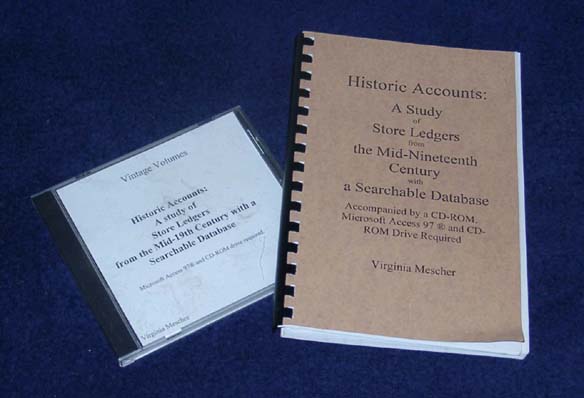 Vintage Volumes
Historic Accounts:
A study of
Store Ledgers
from the Mid-19th Century with a
Searchable Database
Microsoft Access 97® and CD-ROM drive required.
Virginia Mescher
Historic Accounts:
A Study
of
Store Ledgers
from
the Mid-Nineteenth
Century
with
a Searchable Database
Accompanied by a CD-ROM.
Microsoft Access 97 ® and CD-
ROM Drive Required
Virginia Mescher